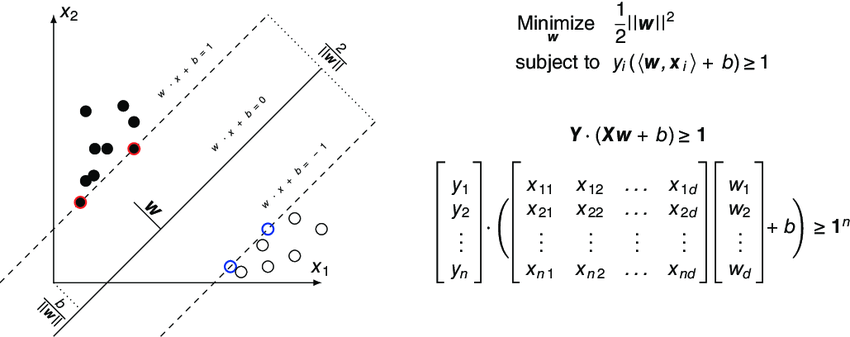 x₂
w · x + b = 1
2
||w||
w · x + b = 0
w · x + b = − 1
w
x₁
b
||w||
Minimize 1/2 ||w||²
w
subject to yᵢ(⟨w, xᵢ⟩ + b) ≥ 1
Y · (Xw + b) ≥ 1
[y₁ y₂ ⋮ yₙ] · ([x₁₁ x₁₂ … x₁d
x₂₁ x₂₂ … x₂d
⋮ ⋮ ⋮ ⋮
xₙ₁ xₙ₂ … xₙd] [w₁ w₂ ⋮ w_d] + b) ≥ 1ⁿ